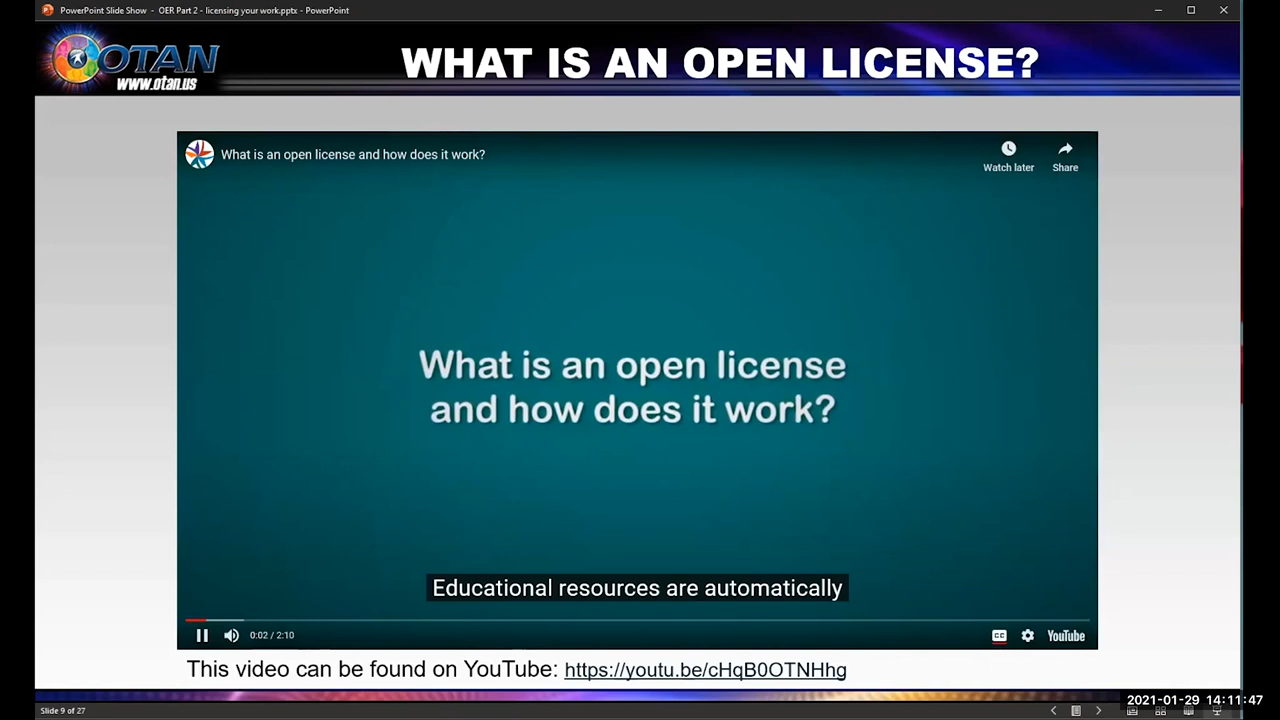 PowerPoint Slide Show - OER Part 2 - licensing your work.pptx - PowerPoint
OTAN
www.otan.us
WHAT IS AN OPEN LICENSE?
What is an open license and how does it work?
Watch later
Share
What is an open license
and how does it work?
Educational resources are automatically
0:02 / 2:10
CC
YouTube
This video can be found on YouTube: https://youtu.be/cHqB0OTNHhg
Slide 9 of 27
2021-01-29 14:11:47